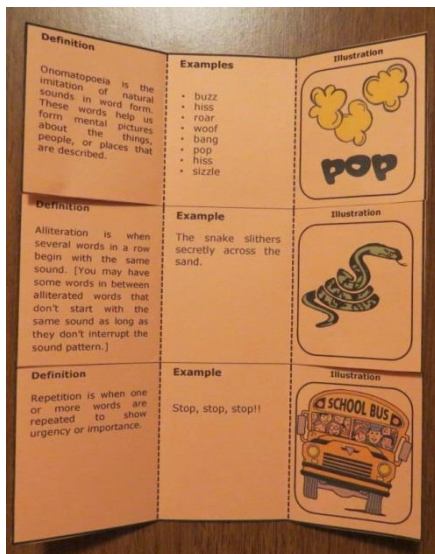 Definition
Onomatopoeia is the
imitation of natural
sounds in word form.
These words help us
form mental pictures
about the things,
people, or places that
are described.
Examples
• buzz
• hiss
• roar
• woof
• bang
• pop
• hiss
• sizzle
Illustration
pop
Definition
Alliteration is when
several words in a row
begin with the same
sound. [You may have
some words in between
alliterated words that
don't start with the
same sound as long as
they don't interrupt the
sound pattern.]
Example
The snake slithers
secretly across the
sand.
Illustration
Definition
Repetition is when one
or more words are
repeated to show
urgency or importance.
Example
Stop, stop, stop!!
Illustration
SCHOOL BUS